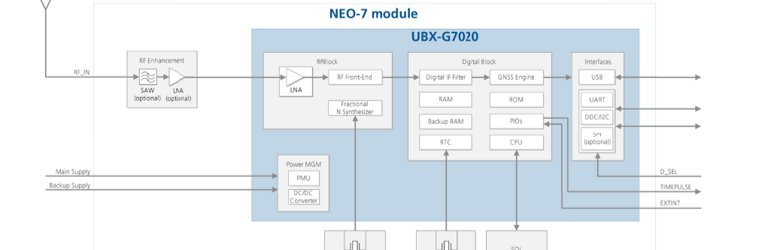 NEO-7 module
UBX-G7020
RF Enhancement
SAW
(optional)
LNA
(optional)
RF_IN
RFBlock
LNA
RF Front-End
Fractional
N Synthesizer
Digital Block
Digital IF Filter
GNSS Engine
RAM
ROM
Backup RAM
PIOs
RTC
CPU
Interfaces
USB
UART
DDC/I2C
SPI
(optional)
Power MGM
PMU
DC/DC
Converter
Main Supply
Backup Supply
D_SEL
TIMEPULSE
EXTINT